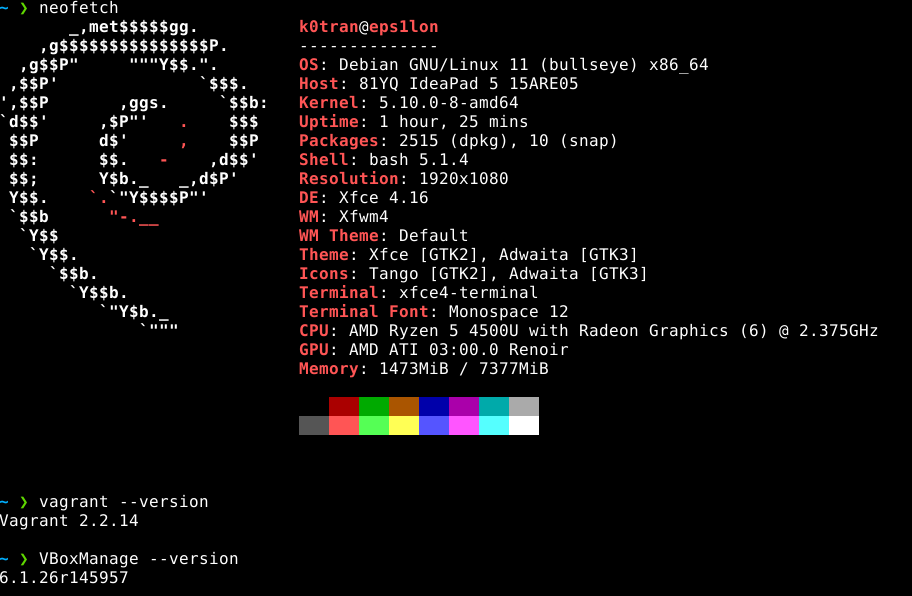 ~ ❯ neofetch
       _,met$$$$$gg.
    ,g$$$$$$$$$$$$$$$P.
  ,g$$P"     """Y$$.".
 ,$$P'              `$$$.
',$$P       ,ggs.     `$$b:
`d$$'     ,$P"'   .    $$$
 $$P      d$'     ,    $$P
 $$:      $$.   -    ,d$$'
 $$;      Y$b._   _,d$P'
 Y$$.    `.`"Y$$$$P"'
 `$$b      "-.__
  `Y$$
   `Y$$.
     `$$b.
       `Y$$b.
          `"Y$b._
              `"""
k0tran@eps1lon
--------------
OS: Debian GNU/Linux 11 (bullseye) x86_64
Host: 81YQ IdeaPad 5 15ARE05
Kernel: 5.10.0-8-amd64
Uptime: 1 hour, 25 mins
Packages: 2515 (dpkg), 10 (snap)
Shell: bash 5.1.4
Resolution: 1920x1080
DE: Xfce 4.16
WM: Xfwm4
WM Theme: Default
Theme: Xfce [GTK2], Adwaita [GTK3]
Icons: Tango [GTK2], Adwaita [GTK3]
Terminal: xfce4-terminal
Terminal Font: Monospace 12
CPU: AMD Ryzen 5 4500U with Radeon Graphics (6) @ 2.375GHz
GPU: AMD ATI 03:00.0 Renoir
Memory: 1473MiB / 7377MiB
~ ❯ vagrant --version
Vagrant 2.2.14
~ ❯ VBoxManage --version
6.1.26r145957